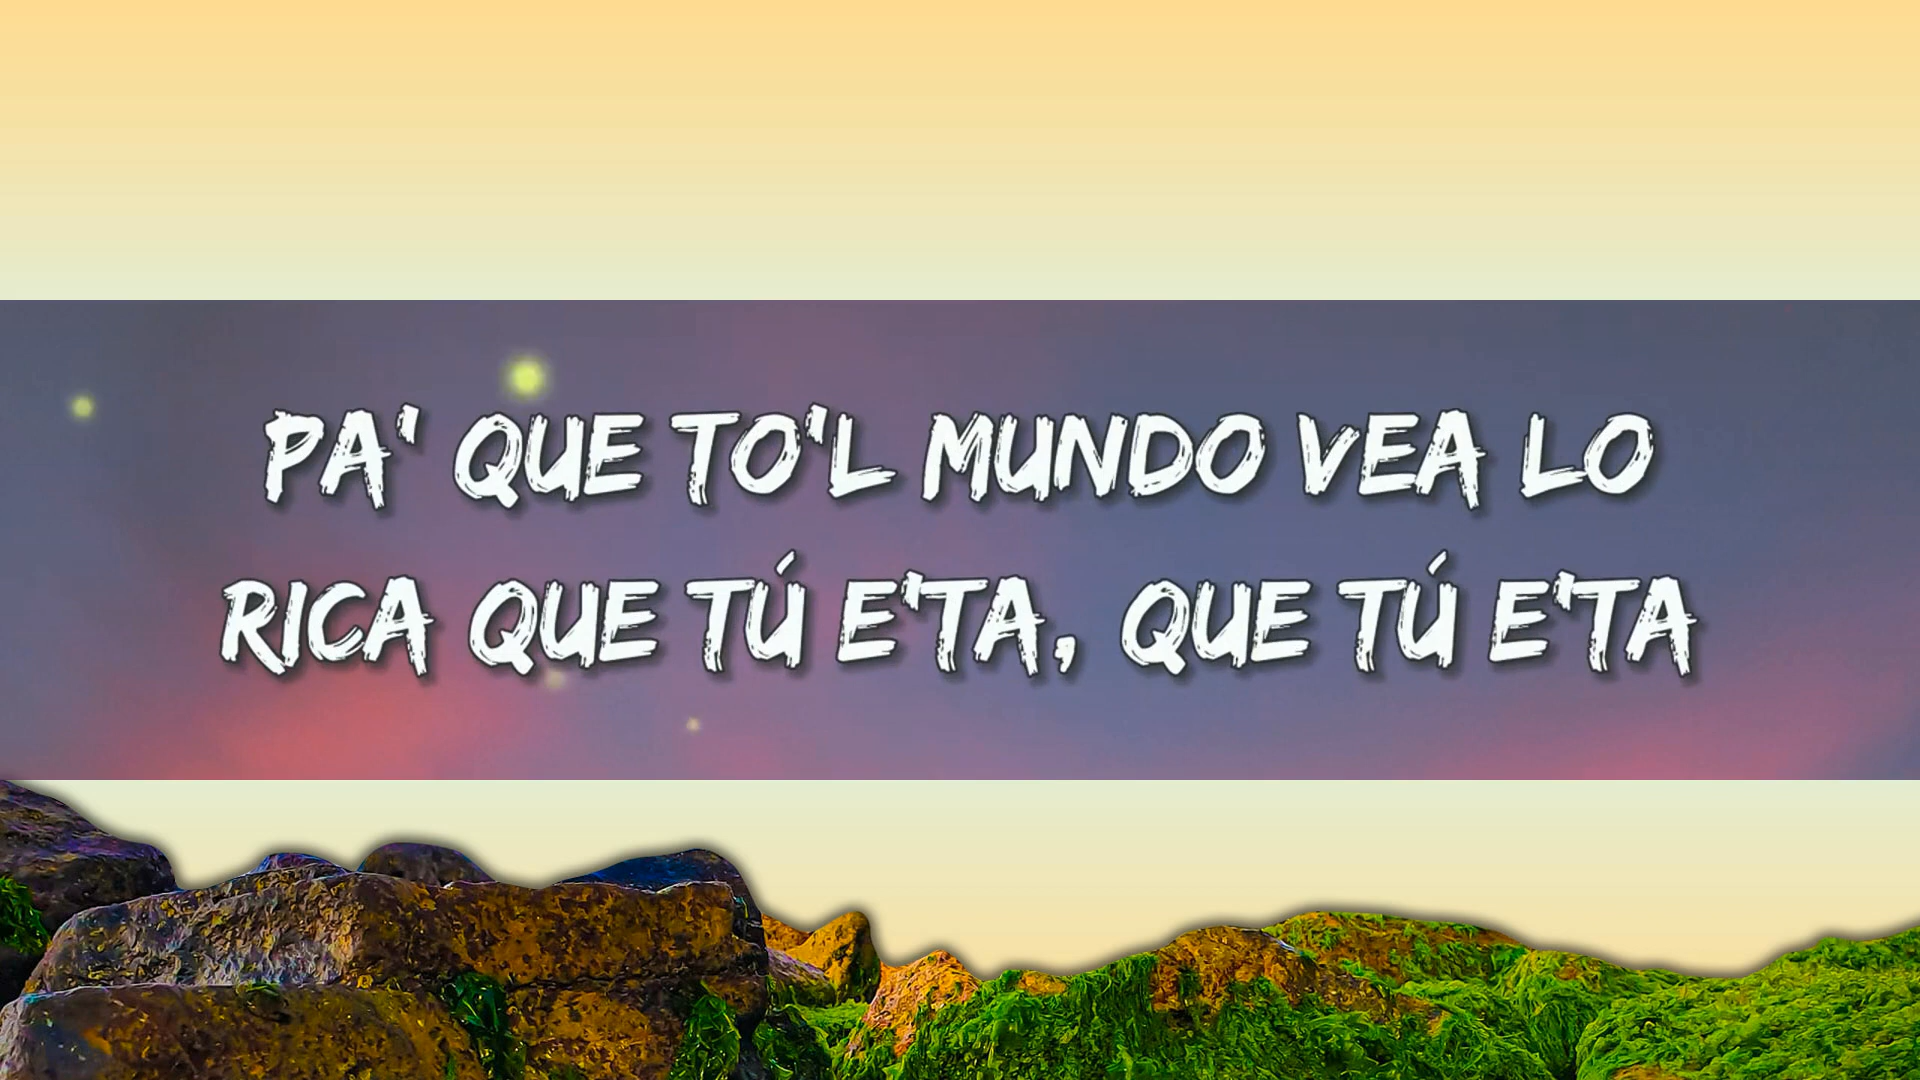 PA' QUE TO'L MUNDO VEA LO
RICA QUE TÚ E'TA, QUE TÚ E'TA